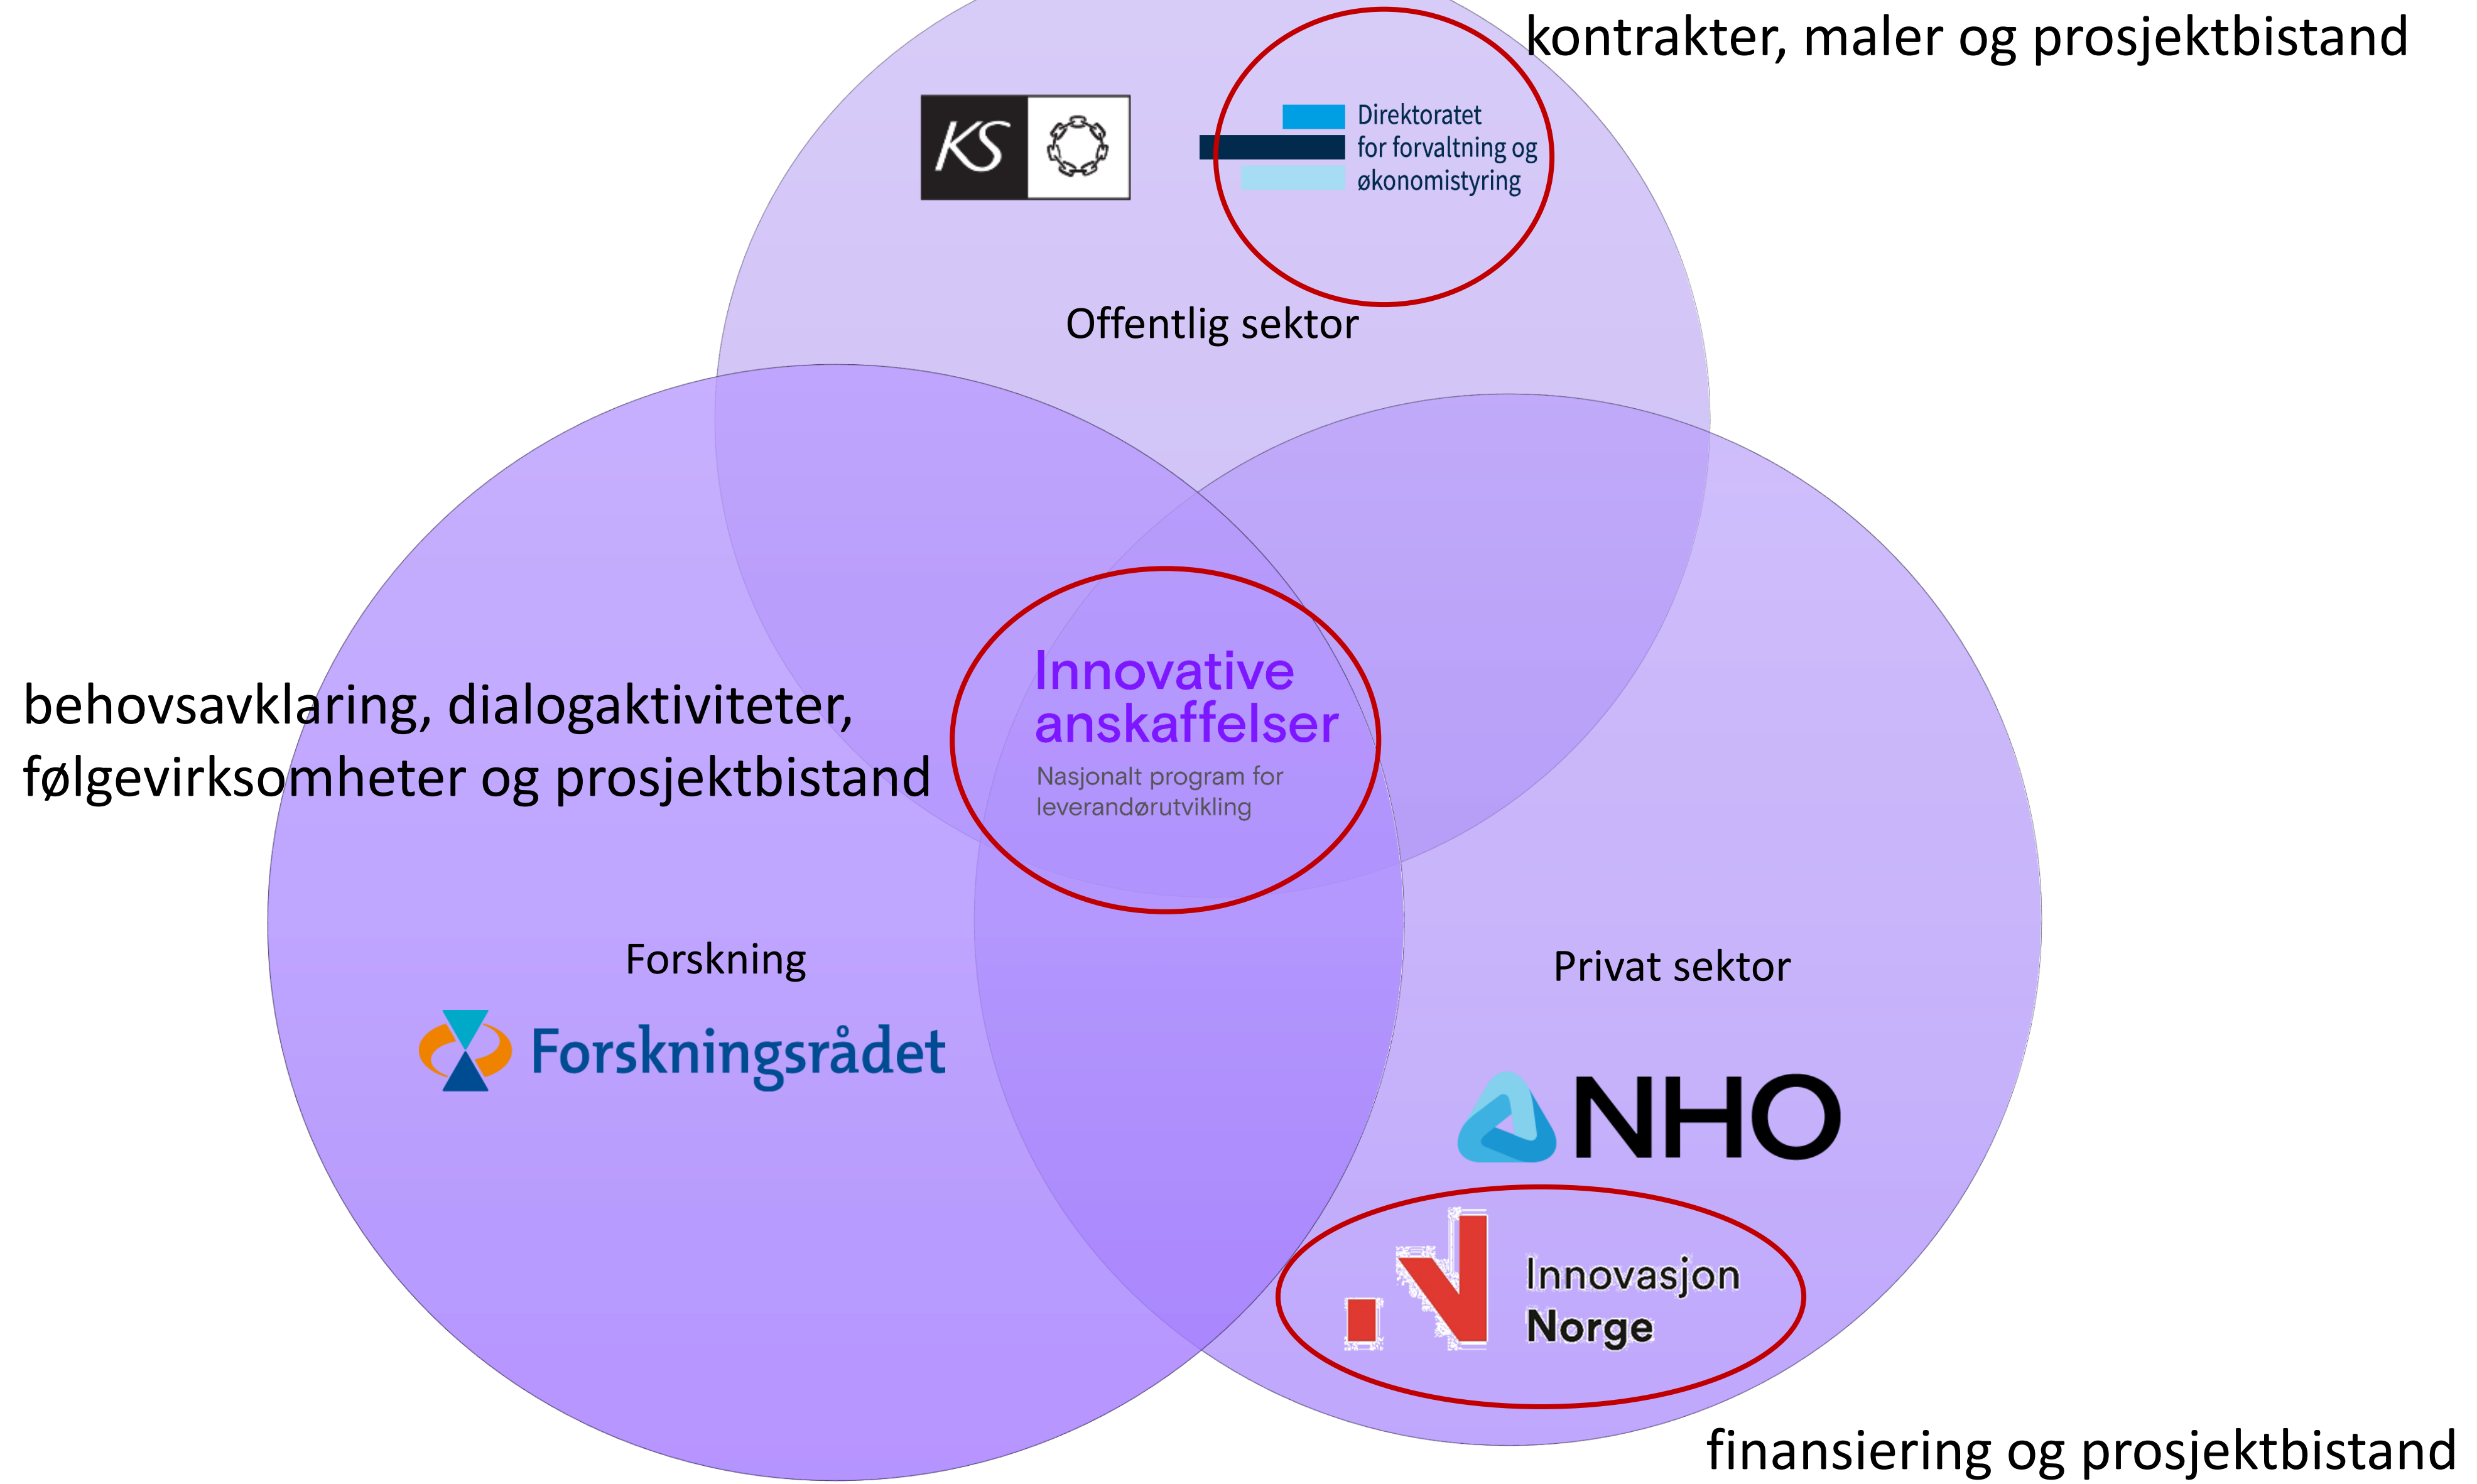 kontrakter, maler og prosjektbistand
KS
Direktoratet
for forvaltning og
økonomistyring
Offentlig sektor
Innovative
anskaffelser
Nasjonalt program for
leverandørutvikling
behovsavklaring, dialogaktiviteter,
følgevirksomheter og prosjektbistand
Forskning
Forskningsrådet
Privat sektor
NHO
Innovasjon
Norge
finansiering og prosjektbistand